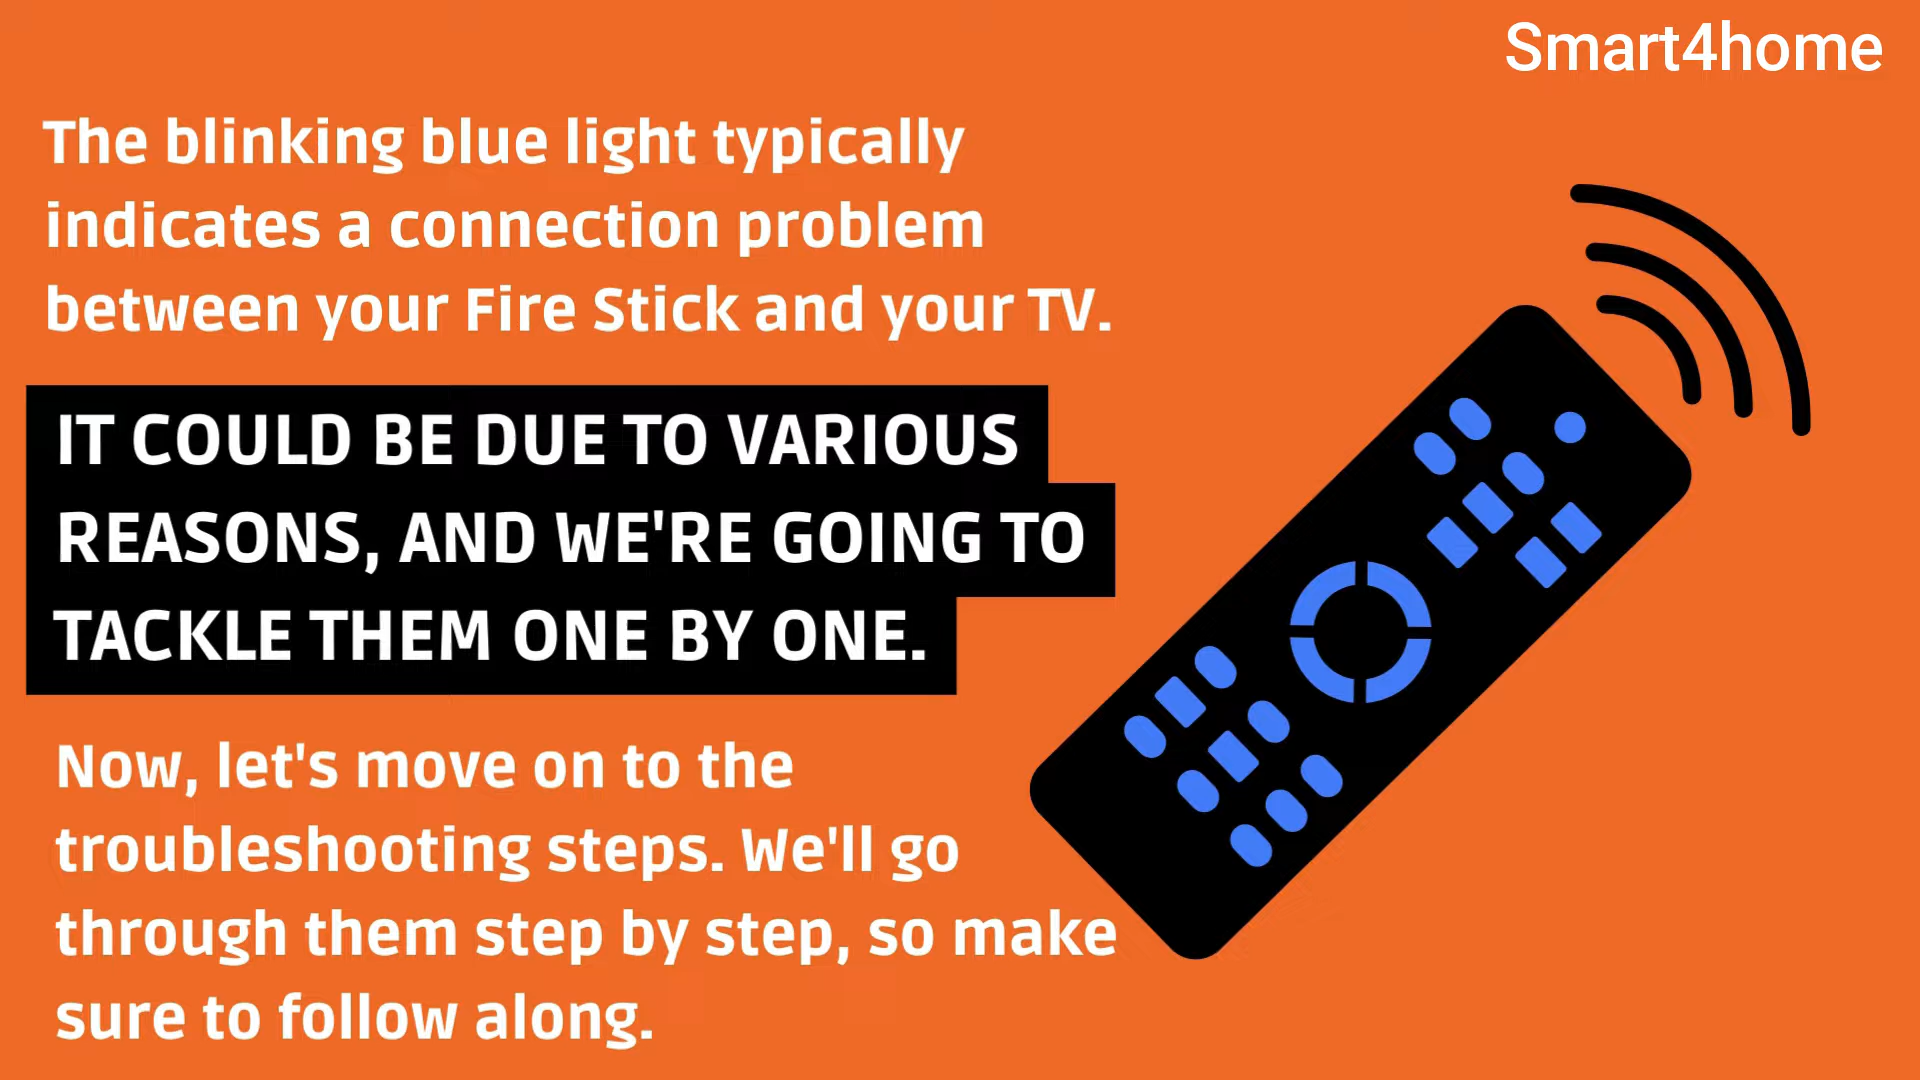 Smart4home
The blinking blue light typically
indicates a connection problem
between your Fire Stick and your TV.
IT COULD BE DUE TO VARIOUS
REASONS, AND WE'RE GOING TO
TACKLE THEM ONE BY ONE.
Now, let's move on to the
troubleshooting steps. We'll go
through them step by step, so make
sure to follow along.